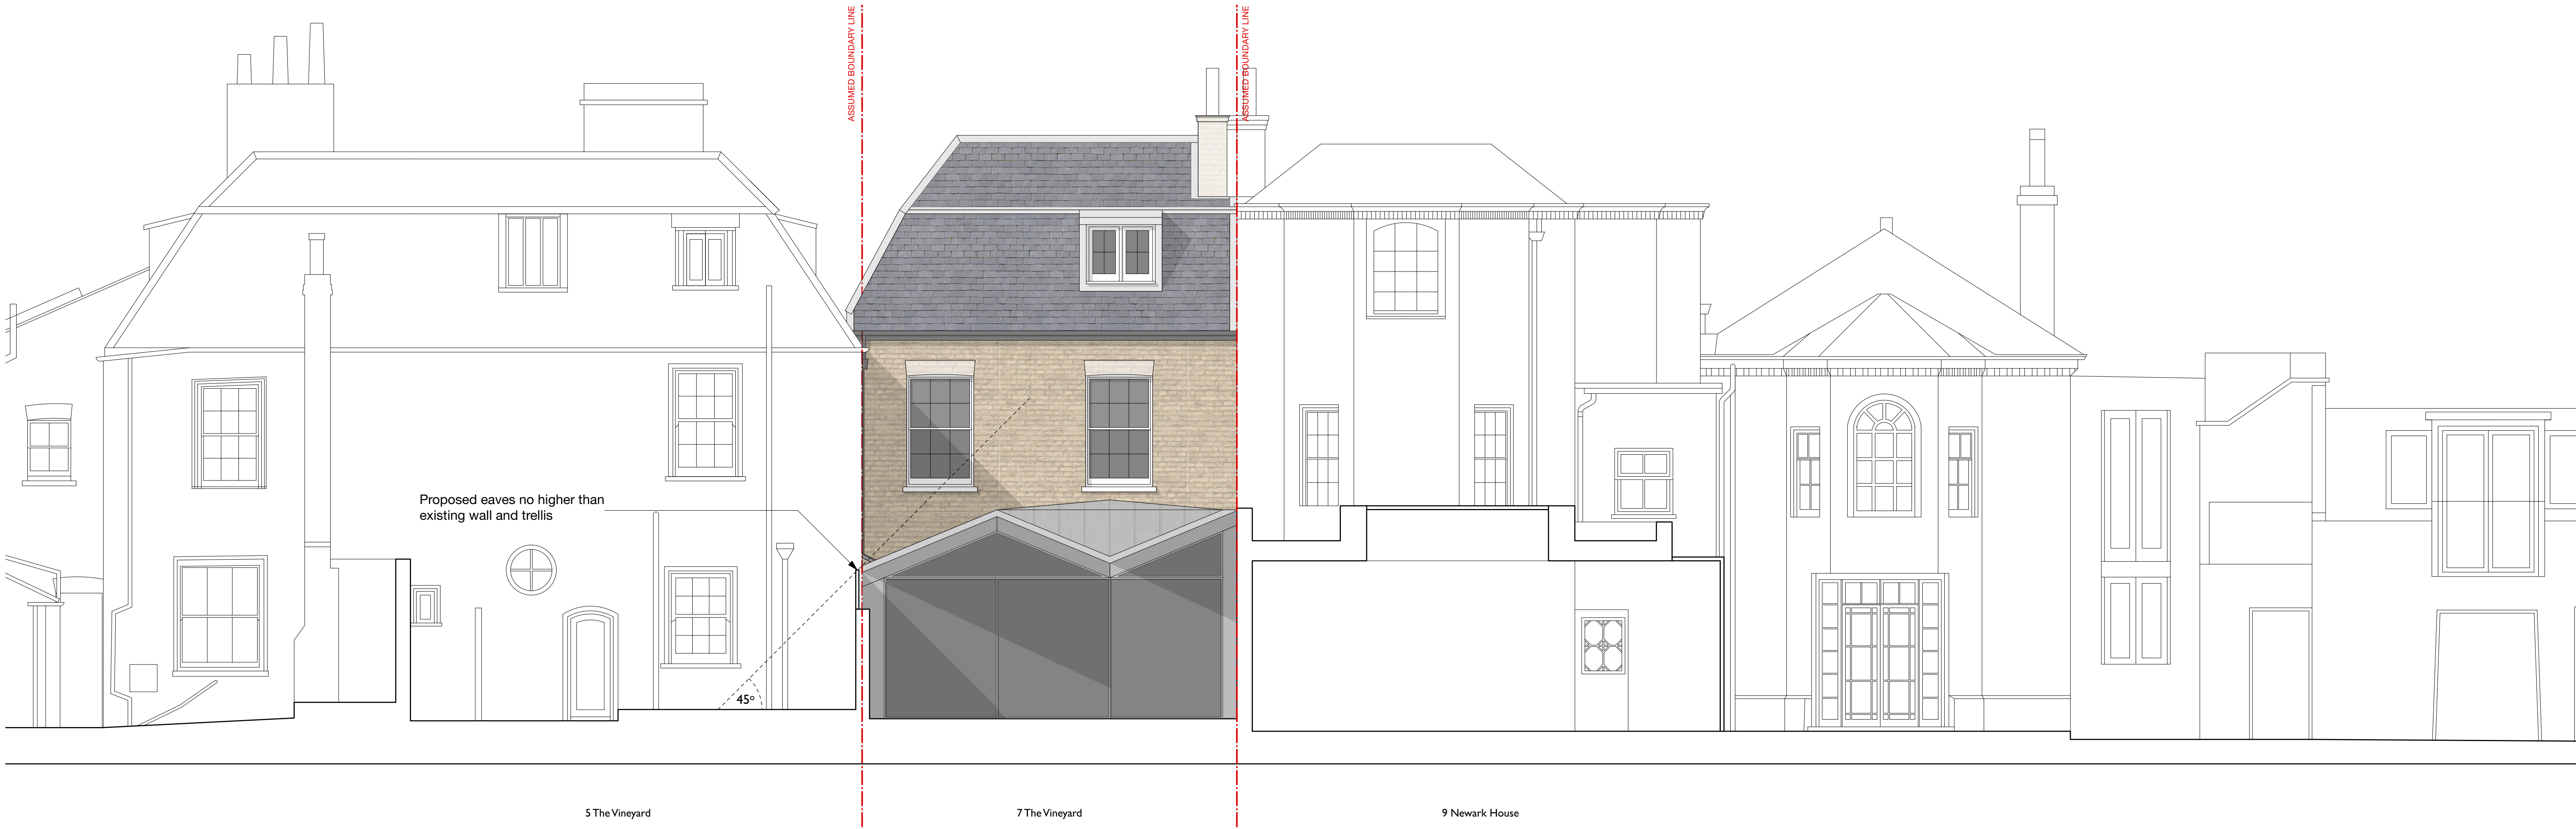 ASSUMED BOUNDARY LINE
ASSUMED BOUNDARY LINE
Proposed eaves no higher than
existing wall and trellis
45º
5 The Vineyard
7 The Vineyard
9 Newark House